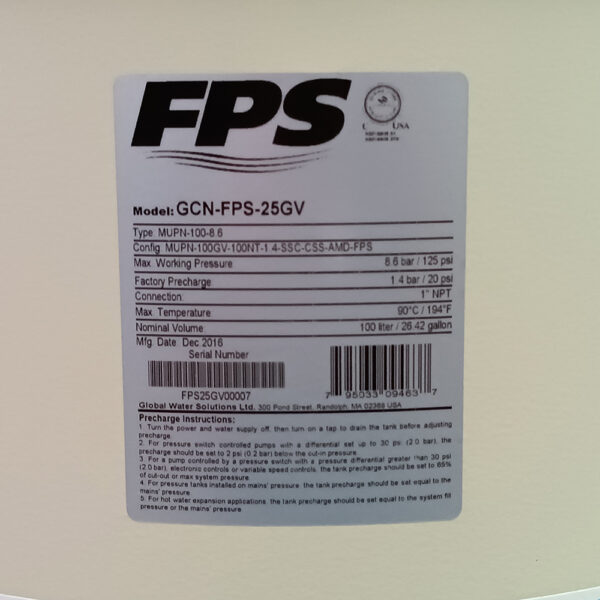 FPS
C USA
Model: GCN-FPS-25GV
Type: MUPN-100-8.6
Config: MUPN-100GV-100NT-1.4-SSC-CSS-AMD-FPS
Max. Working Pressure 8.6 bar / 125 psi
Factory Precharge 1.4 bar / 20 psi
Connection: 1" NPT
Max. Temperature 90°C / 194°F
Nominal Volume: 100 liter / 26.42 gallon
Mfg. Date: Dec 2016
Serial Number
FPS25GV00007
7 95033 09463 7
Global Water Solutions Ltd. 300 Pond Street, Randolph, MA 02368 USA
Precharge Instructions:
1. Turn the power and water supply off, then turn on a tap to drain the tank before adjusting
precharge.
2. For pressure switch controlled pumps with a differential set up to 30 psi (2.0 bar), the
precharge should be set to 2 psi (0.2 bar) below the cut-in pressure.
3. For a pump controlled by a pressure switch with a pressure differential greater than 30 psi
(2.0 bar), electronic controls or variable speed controls, the tank precharge should be set to 65%
of cut-out or max system pressure.
4. For pressure tanks installed on mains' pressure, the tank precharge should be set equal to the
mains' pressure.
5. For hot water expansion applications, the tank precharge should be set equal to the system fill
pressure or the mains' pressure.